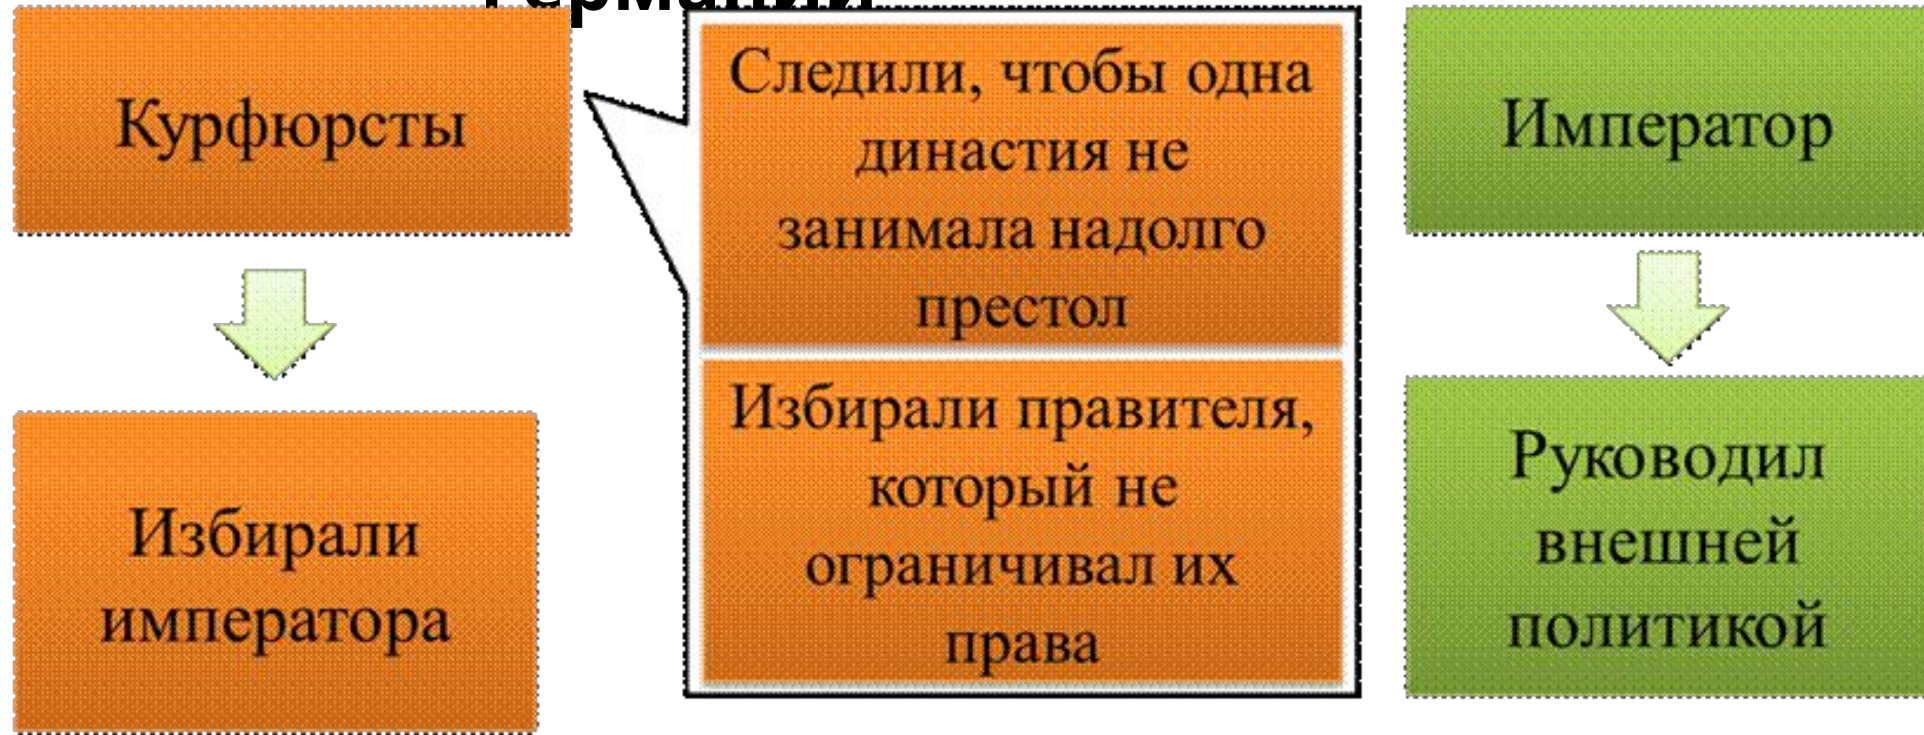 Курфюрсты
Избирали
императора
Следили, чтобы одна
династия не
занимала надолго
престол
Избирали правителя,
который не
ограничивал их
права
Император
Руководил
внешней
политикой